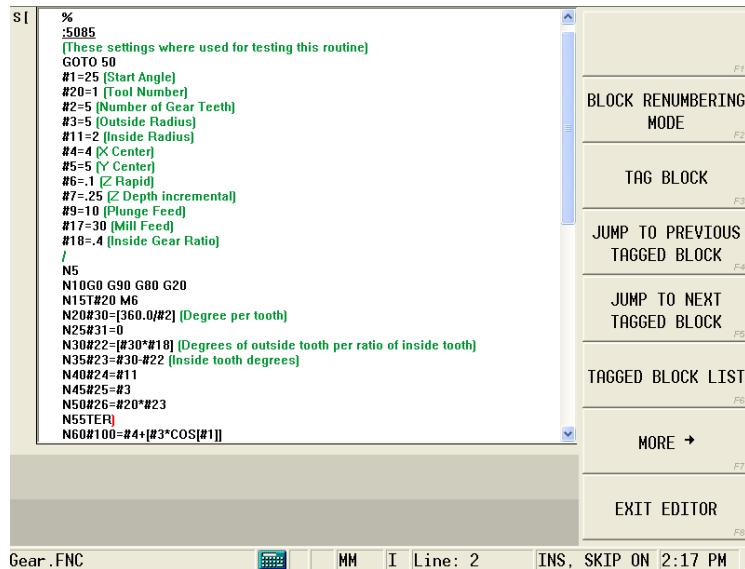 S[
%
:5085
(These settings where used for testing this routine)
GOTO 50
#1=25 (Start Angle)
#20=1 (Tool Number)
#2=5 (Number of Gear Teeth)
#3=5 (Outside Radius)
#11=2 (Inside Radius)
#4=4 (X Center)
#5=5 (Y Center)
#6=.1 (Z Rapid)
#7=.25 (Z Depth incremental)
#9=10 (Plunge Feed)
#17=30 (Mill Feed)
#18=.4 (Inside Gear Ratio)
/
N5
N10G0 G90 G80 G20
N15T#20 M6
N20#30=[360.0/#2] (Degree per tooth)
N25#31=0
N30#22=[#30*#18] (Degrees of outside tooth per ratio of inside tooth)
N35#23=#30-#22 (Inside tooth degrees)
N40#24=#11
N45#25=#3
N50#26=#20*#23
N55TER)
N60#100=#4+[#3*COS[#1]]
F1
BLOCK RENUMBERING
MODE
F2
TAG BLOCK
F3
JUMP TO PREVIOUS
TAGGED BLOCK
F4
JUMP TO NEXT
TAGGED BLOCK
F5
TAGGED BLOCK LIST
F6
MORE →
F7
EXIT EDITOR
F8
Gear.FNC MM I Line: 2 INS, SKIP ON 2:17 PM